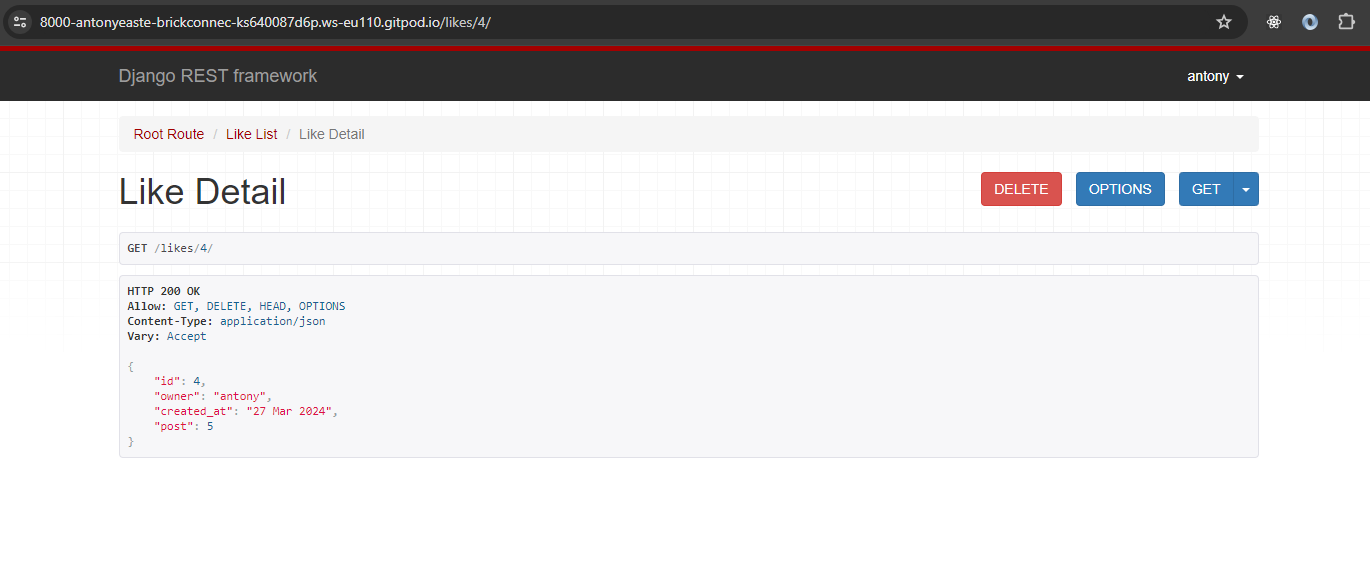 8000-antonyeaste-brickconnec-ks640087d6p.ws-eu110.gitpod.io/likes/4/
Django REST framework antony
Root Route / Like List / Like Detail
Like Detail DELETE OPTIONS GET
GET /likes/4/
HTTP 200 OK
Allow: GET, DELETE, HEAD, OPTIONS
Content-Type: application/json
Vary: Accept
{
"id": 4,
"owner": "antony",
"created_at": "27 Mar 2024",
"post": 5
}